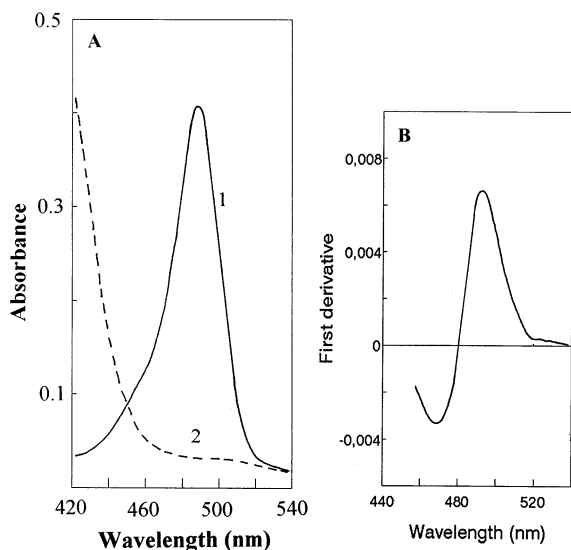 A
0.5
0.3
0.1
1
2
Absorbance
420 460 500 540
Wavelength (nm)
B
0,008
0,004
0
-0,004
First derivative
440 480 520
Wavelength (nm)